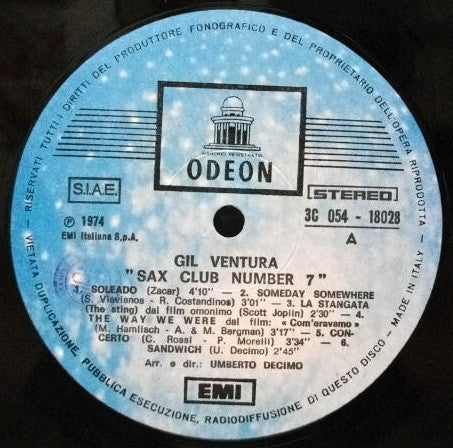 RISERVATI TUTTI I DIRITTI DEL PRODUTTORE FONOGRAFICO E DEL PROPRIETARIO DELL'OPERA RIPRODOTTA - MADE IN ITALY -
VIETATA DUPLICAZIONE, PUBBLICA ESECUZIONE, RADIODIFFUSIONE DI QUESTO DISCO
MARCHIO REGISTRATO
ODEON
S.I.A.E.
STEREO
℗ 1974
EMI Italiana S.p.A.
3C 054 - 18028
A
GIL VENTURA
"SAX CLUB NUMBER 7"
1. SOLEADO (Zacar) 4'10" — 2. SOMEDAY SOMEWHERE
(S. Vlavianos - R. Costandinos) 3'01" — 3. LA STANGATA
(The sting) dal film omonimo (Scott Joplin) 2'30" — 4.
THE WAY WE WERE dal film: « Com'eravamo »
(M. Hamlisch - A. & M. Bergman) 3'17" — 5. CON-
CERTO (C. Rossi - P. Morelli) 3'34" — 6.
SANDWICH (U. Decimo) 2'45"
Arr. e dir.: UMBERTO DECIMO
EMI